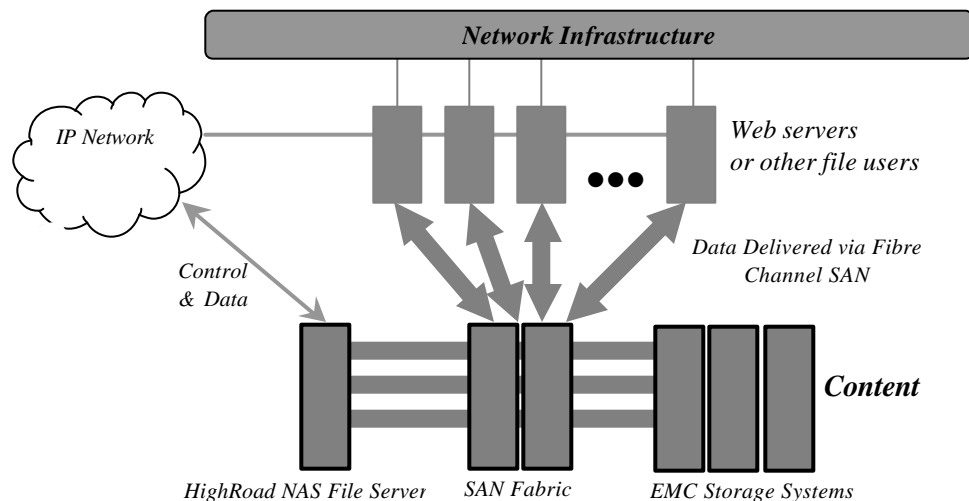 Network Infrastructure
IP Network
Web servers
or other file users
Data Delivered via Fibre
Channel SAN
Control
& Data
Content
HighRoad NAS File Server
SAN Fabric
EMC Storage Systems